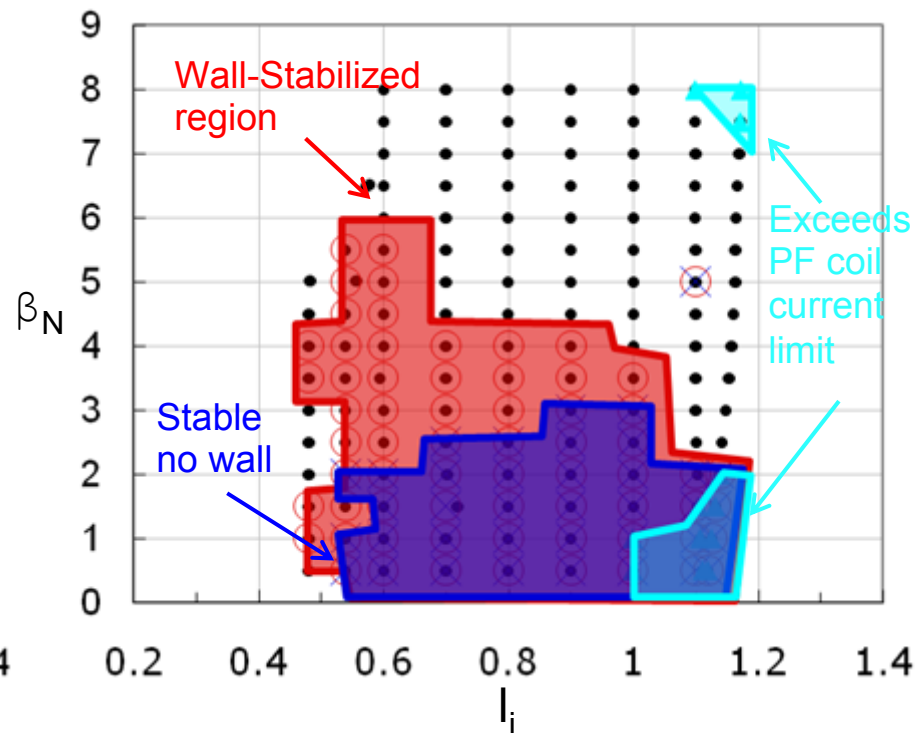 9
8
7
6
5
4
3
2
1
0
βN
Wall-Stabilized
region
Exceeds
PF coil
current
limit
Stable
no wall
4
0.2 0.4 0.6 0.8 1 1.2 1.4
li